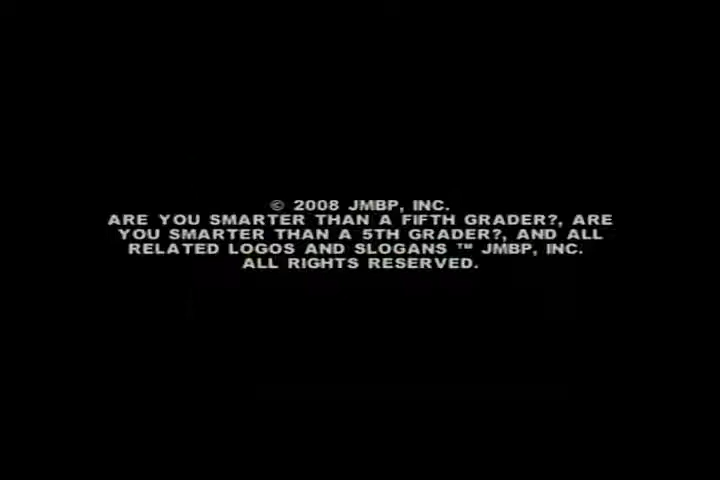 © 2008 JMBP, INC.
ARE YOU SMARTER THAN A FIFTH GRADER?, ARE
YOU SMARTER THAN A 5TH GRADER?, AND ALL
RELATED LOGOS AND SLOGANS ™ JMBP, INC.
ALL RIGHTS RESERVED.